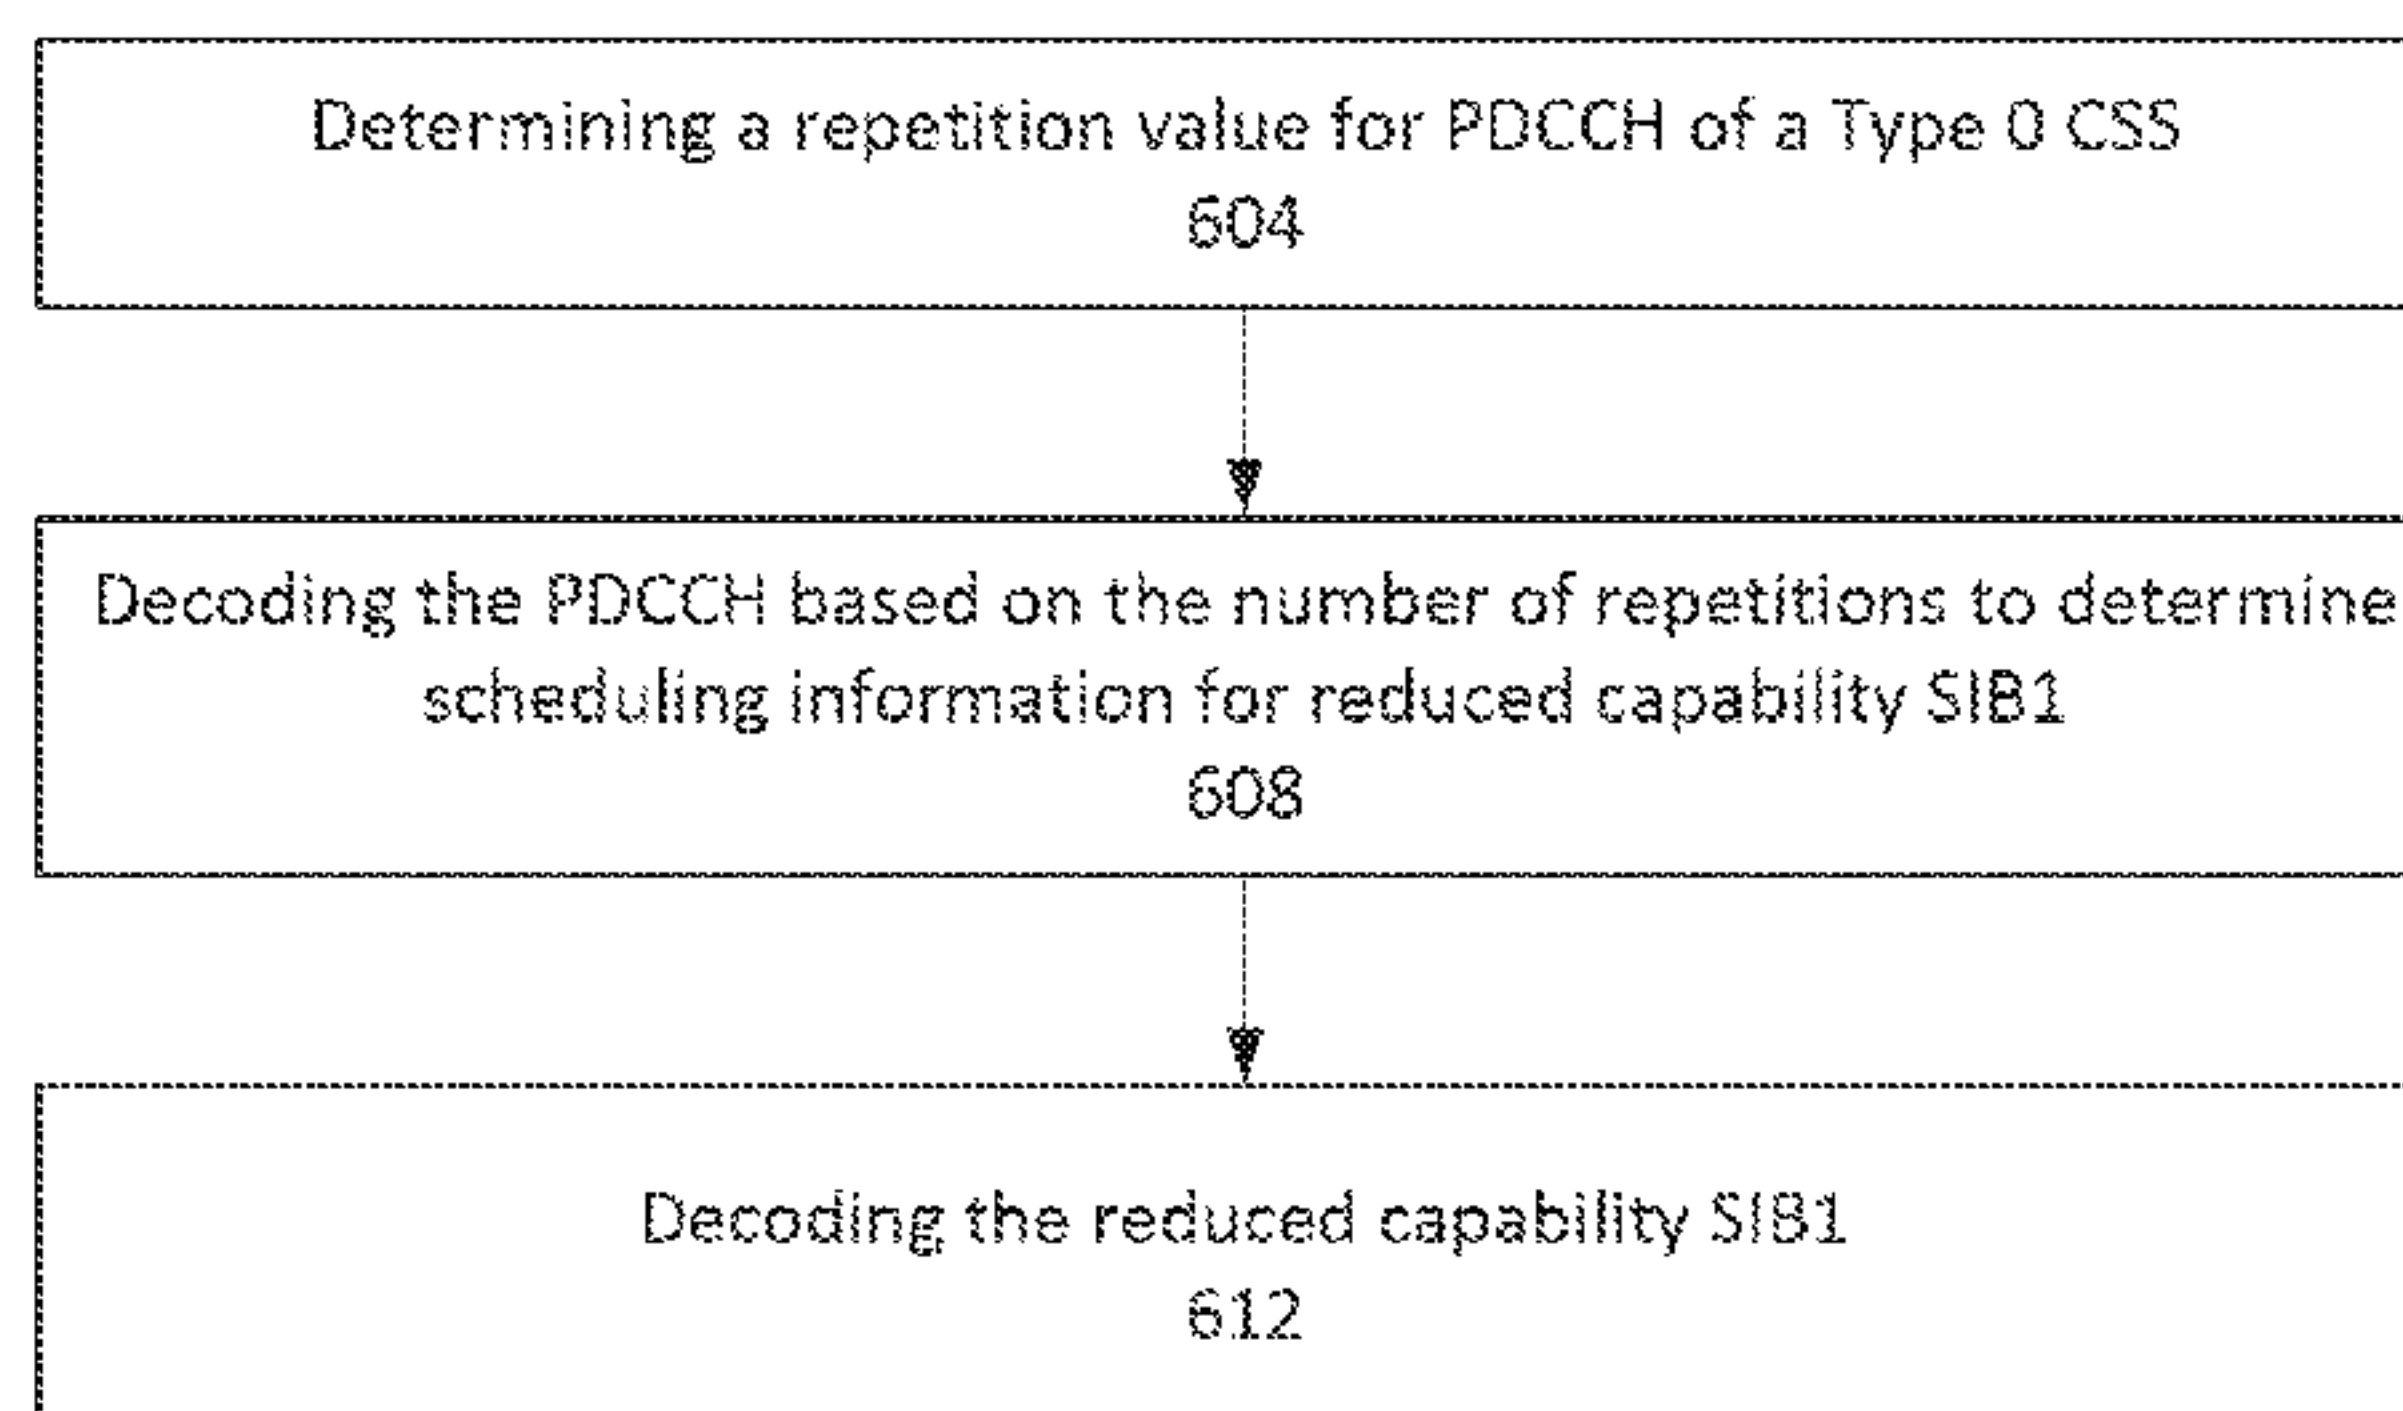 Determining a repetition value for PDCCH of a Type 0 CSS
604
Decoding the PDCCH based on the number of repetitions to determine
scheduling information for reduced capability SIB1
608
Decoding the reduced capability SIB1
612